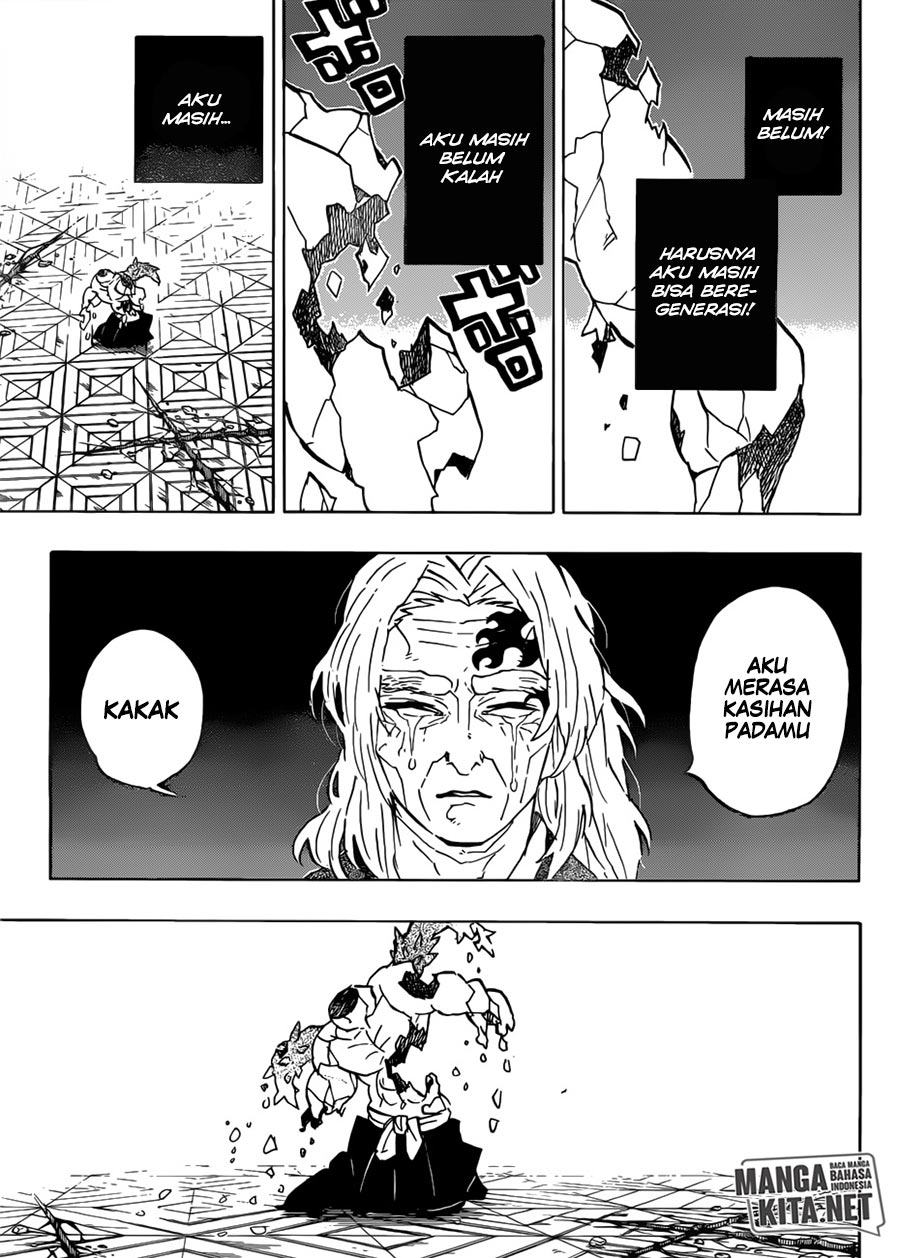 MASIH
BELUM!
HARUSNYA
AKU MASIH
BISA BERE-
GENERASI!
AKU MASIH
BELUM
KALAH
AKU
MASIH...
AKU
MERASA
KASIHAN
PADAMU
KAKAK
MANGA
KITA.NET
BACA MANGA
BAHASA
INDONESIA